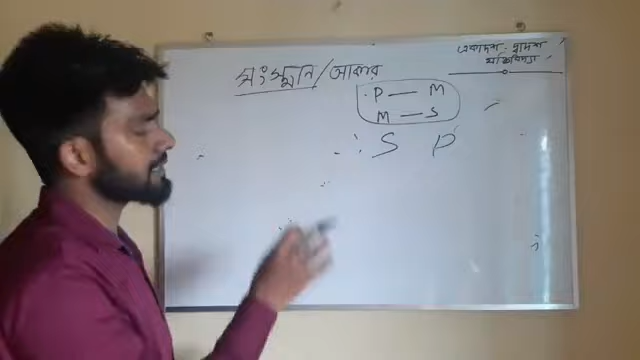 একাদশ - দ্বাদশ
যুক্তিবিদ্যা
সংস্থান/আকার
P — M
M — S
∴ S P